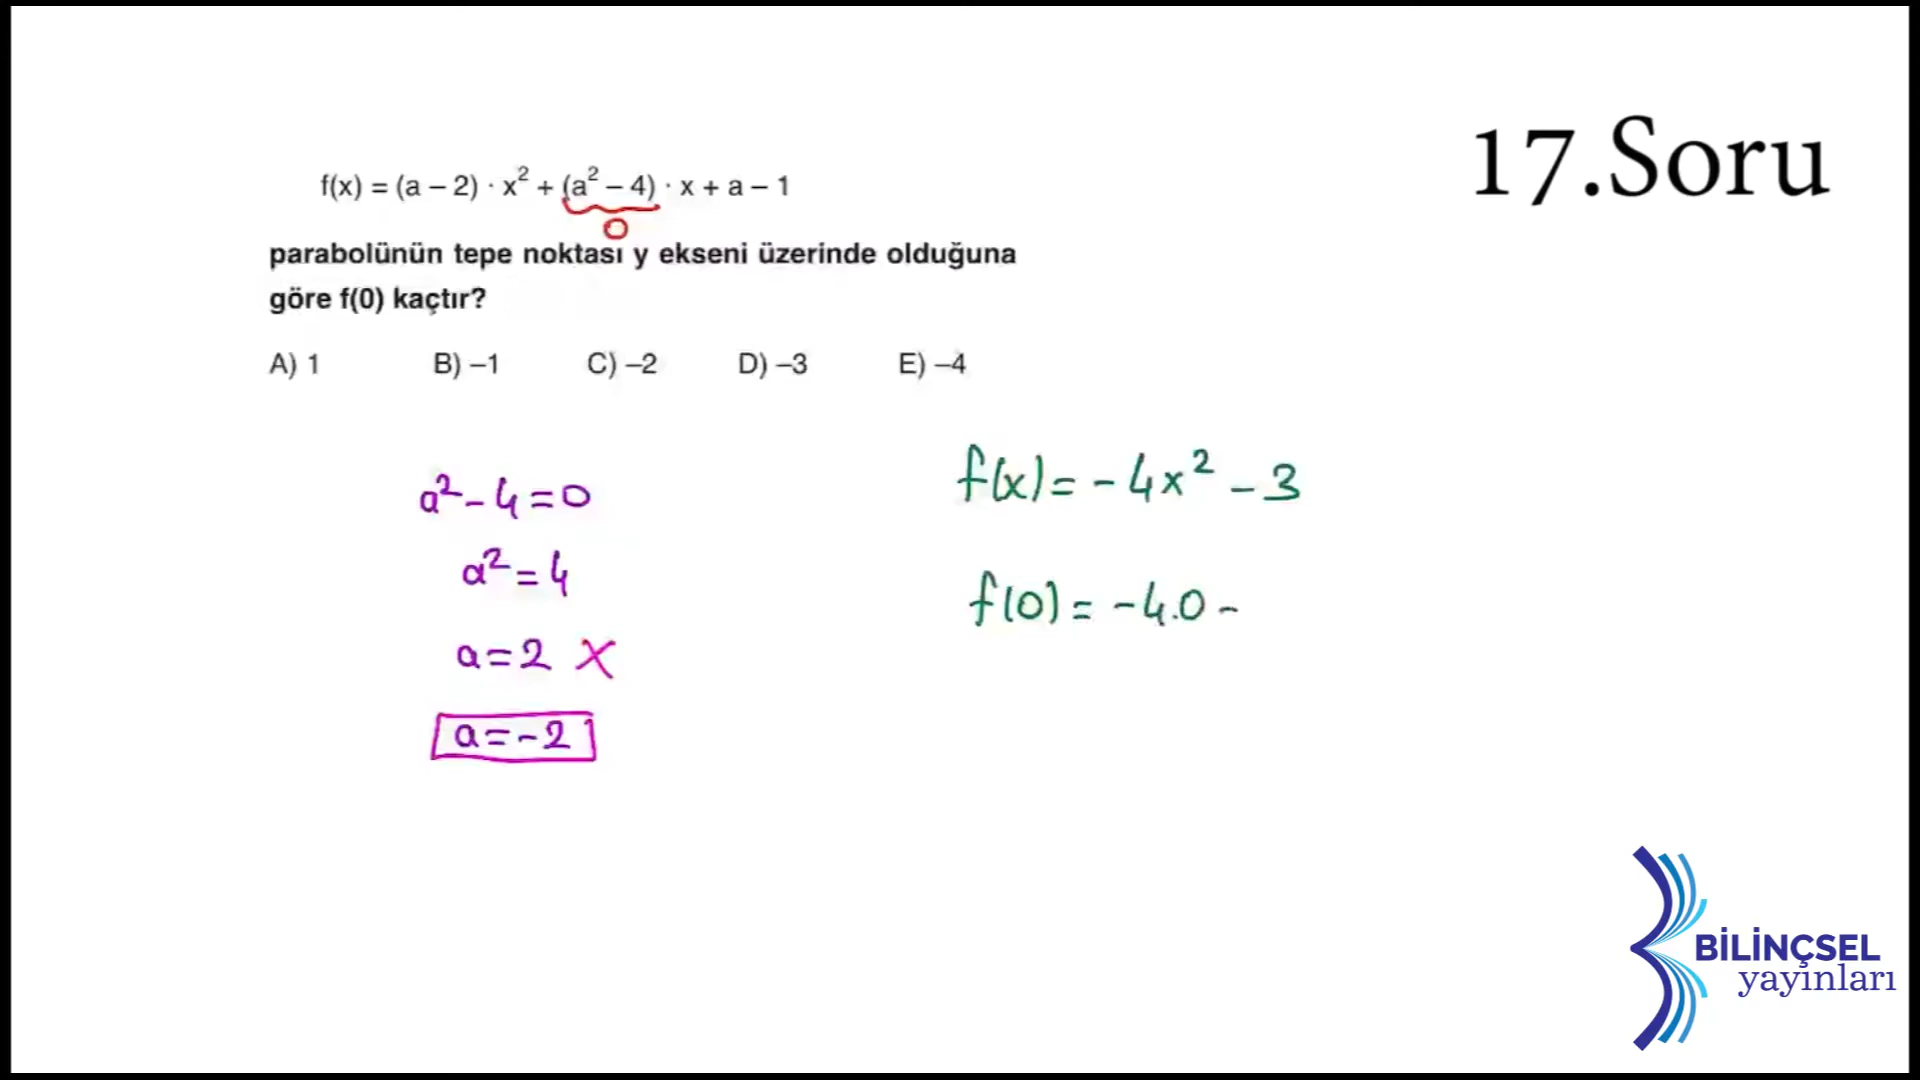 17.Soru
f(x) = (a – 2) · x² + (a² – 4) · x + a – 1
0
parabolünün tepe noktası y ekseni üzerinde olduğuna
göre f(0) kaçtır?
A) 1 B) –1 C) –2 D) –3 E) –4
a² - 4 = 0
a² = 4
a = 2 X
a = -2
f(x) = -4x² - 3
f(0) = -4.0 -
BİLİNÇSEL
yayınları